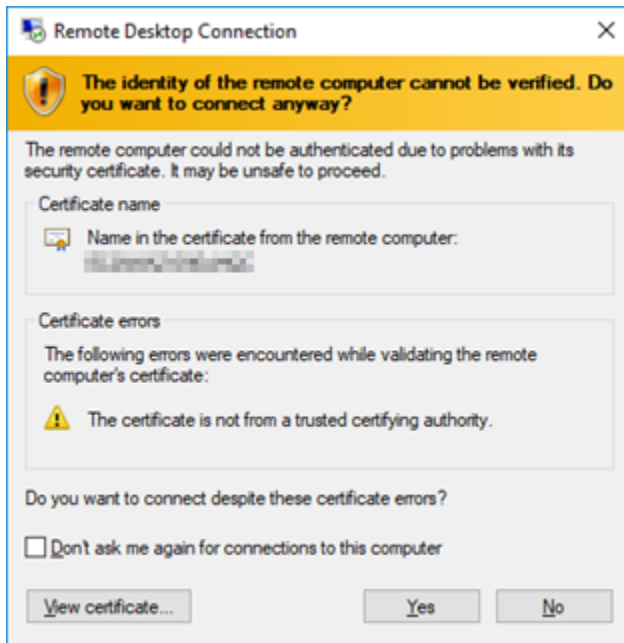 Remote Desktop Connection
The identity of the remote computer cannot be verified. Do
you want to connect anyway?
The remote computer could not be authenticated due to problems with its
security certificate. It may be unsafe to proceed.
Certificate name
Name in the certificate from the remote computer:
Certificate errors
The following errors were encountered while validating the remote
computer's certificate:
The certificate is not from a trusted certifying authority.
Do you want to connect despite these certificate errors?
Don't ask me again for connections to this computer
View certificate...
Yes
No